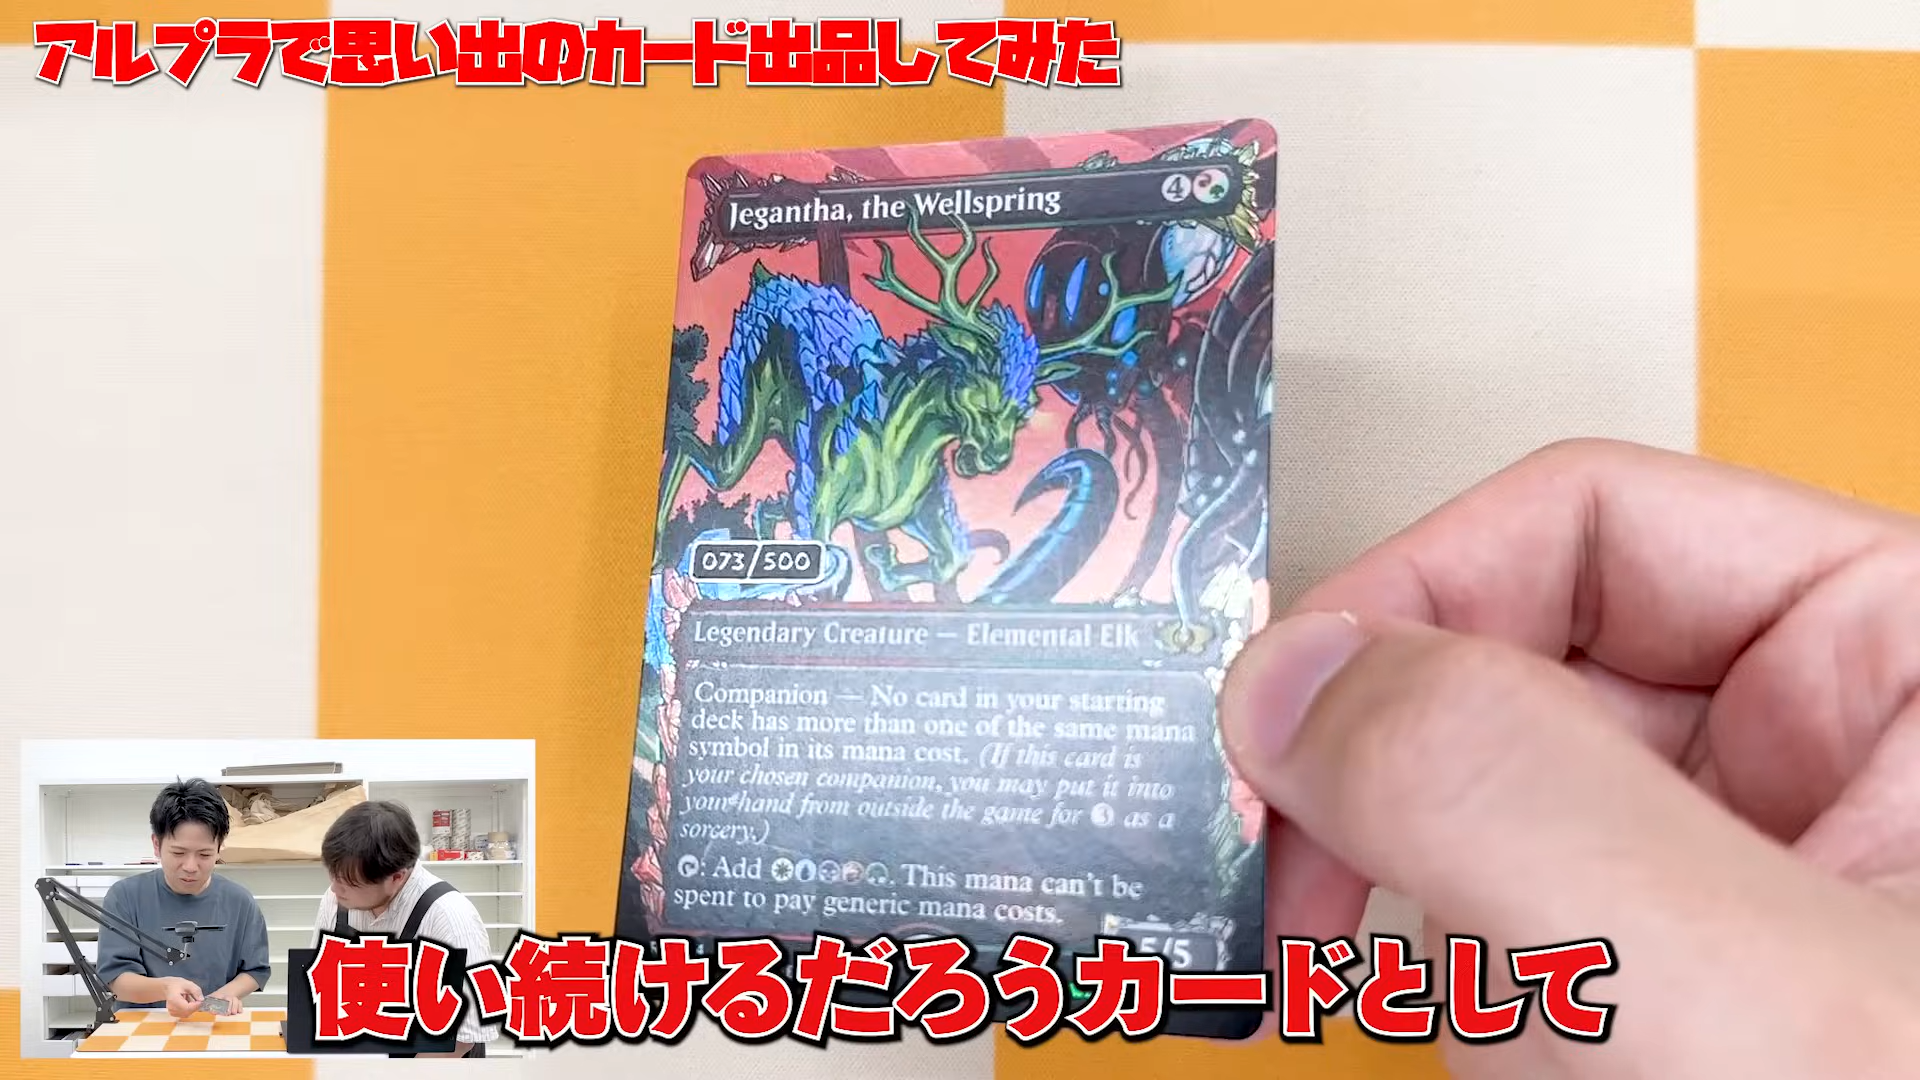 アルプラで思い出のカード出品してみた
Jegantha, the Wellspring 4
073/500
Legendary Creature — Elemental Elk
Companion — No card in your starting
deck has more than one of the same mana
symbol in its mana cost. (If this card is
your chosen companion, you may put it into
your hand from outside the game for 3 as a
sorcery.)
: Add . This mana can't be
spent to pay generic mana costs.
5/5
使い続けるだろうカードとして